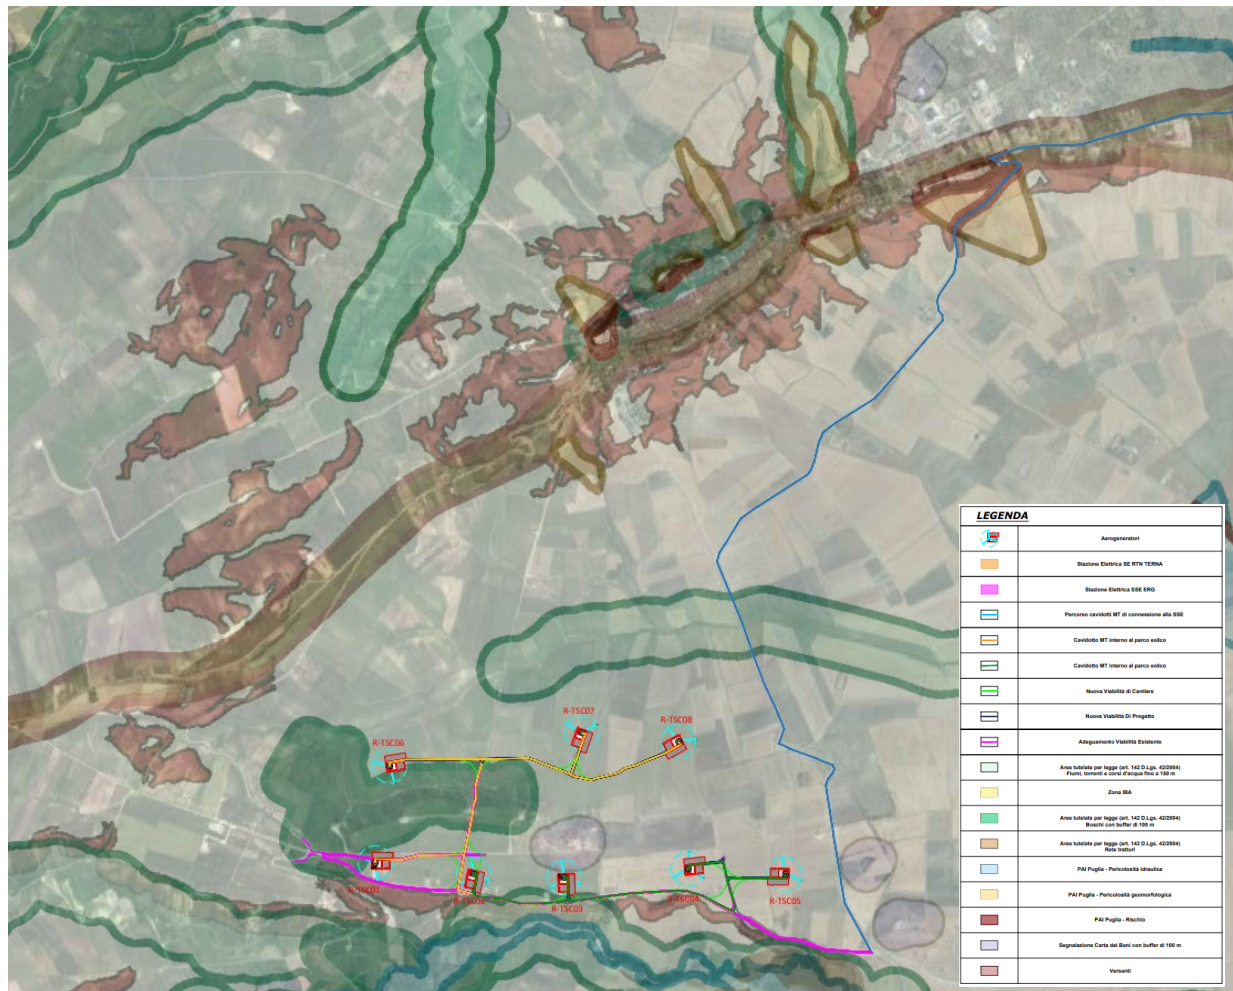 R-TSC07
R-TSC08
R-TSC06
R-TSC01
R-TSC02
R-TSC03
R-TSC04
R-TSC05
LEGENDA
Aerogeneratori
Stazione Elettrica SE RTN TERNA
Stazione Elettrica SSE ERG
Percorso cavidotti MT di connessione alla SSE
Cavidotto MT interno al parco eolico
Cavidotto MT interno al parco eolico
Nuova Viabilità di Cantiere
Nuova Viabilità Di Progetto
Adeguamento Viabilità Esistente
Aree tutelate per legge (art. 142 D.Lgs. 42/2004)
Fiumi, torrenti e corsi d'acqua fino a 150 m
Zona IBA
Aree tutelate per legge (art. 142 D.Lgs. 42/2004)
Boschi con buffer di 100 m
Aree tutelate per legge (art. 142 D.Lgs. 42/2004)
Rete tratturi
PAI Puglia - Pericolosità idraulica
PAI Puglia - Pericolosità geomorfologica
PAI Puglia - Rischio
Segnalazione Carta dei Beni con buffer di 100 m
Versanti